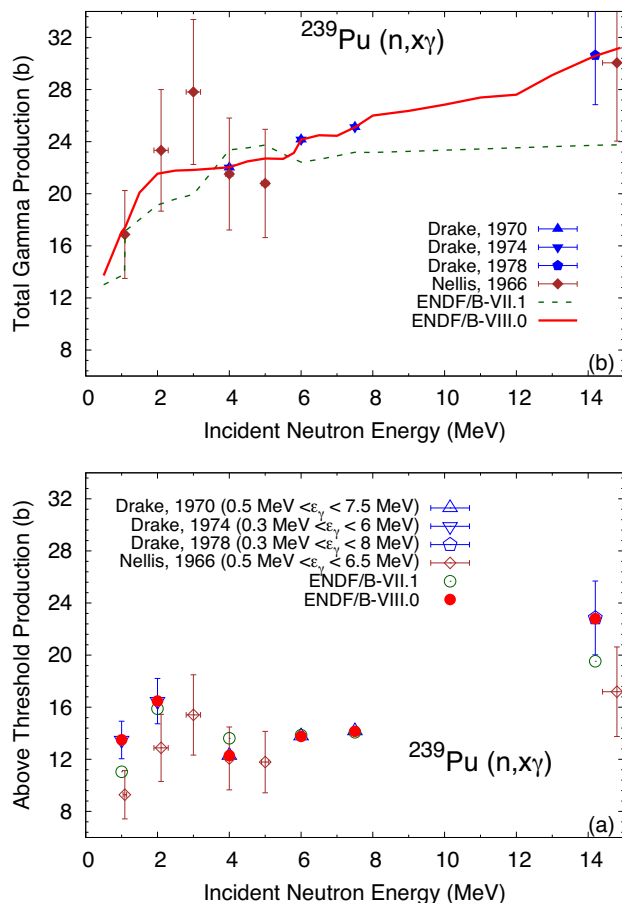 ²³⁹Pu (n,xγ)
Total Gamma Production (b)
32
28
24
20
16
12
8
Drake, 1970
Drake, 1974
Drake, 1978
Nellis, 1966
ENDF/B-VII.1
ENDF/B-VIII.0
(b)
0 2 4 6 8 10 12 14
Incident Neutron Energy (MeV)
Above Threshold Production (b)
32
28
24
20
16
12
8
Drake, 1970 (0.5 MeV <ε_γ < 7.5 MeV)
Drake, 1974 (0.3 MeV <ε_γ < 6 MeV)
Drake, 1978 (0.3 MeV <ε_γ < 8 MeV)
Nellis, 1966 (0.5 MeV <ε_γ < 6.5 MeV)
ENDF/B-VII.1
ENDF/B-VIII.0
²³⁹Pu (n,xγ)
(a)
0 2 4 6 8 10 12 14
Incident Neutron Energy (MeV)